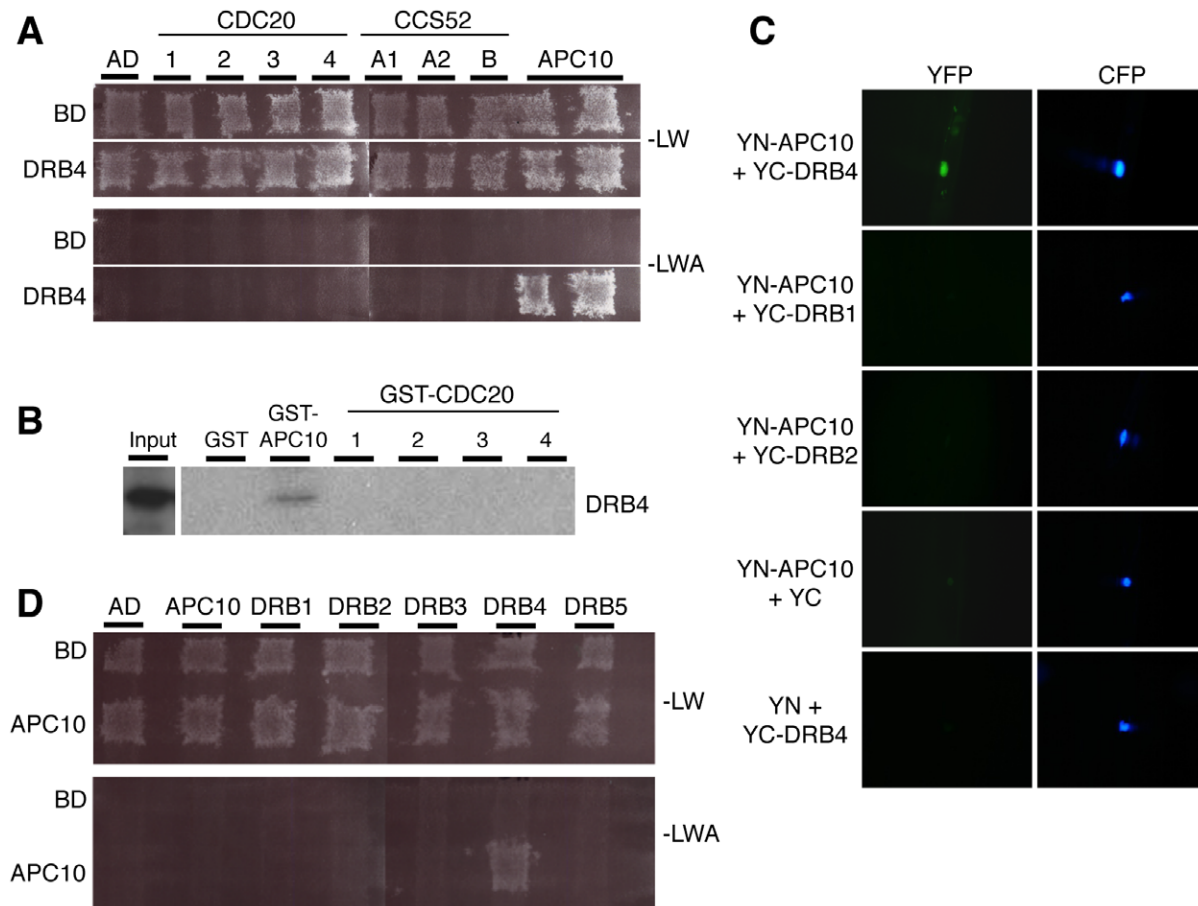 A
CDC20
CCS52
AD 1 2 3 4 A1 A2 B APC10
BD
-LW
DRB4
BD
-LWA
DRB4
B
GST-CDC20
Input GST GST-
APC10 1 2 3 4
DRB4
C
YFP CFP
YN-APC10
+ YC-DRB4
YN-APC10
+ YC-DRB1
YN-APC10
+ YC-DRB2
YN-APC10
+ YC
YN +
YC-DRB4
D
AD APC10 DRB1 DRB2 DRB3 DRB4 DRB5
BD
-LW
APC10
BD
-LWA
APC10